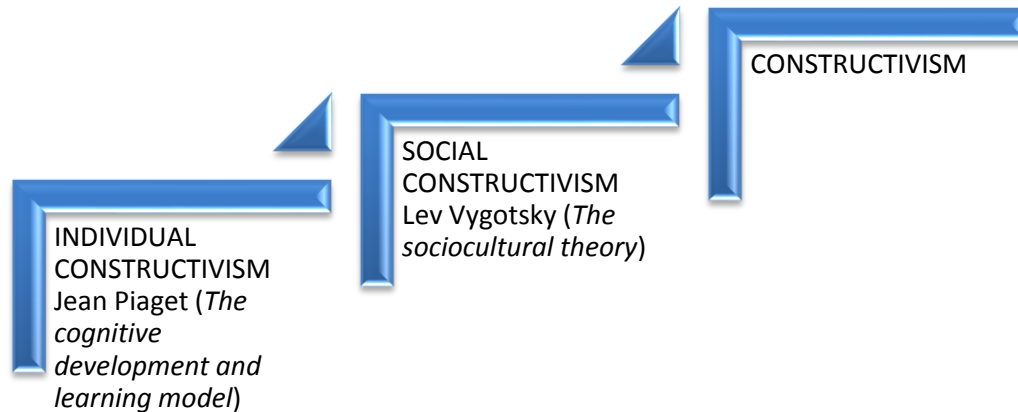 INDIVIDUAL
CONSTRUCTIVISM
Jean Piaget (The
cognitive
development and
learning model)
SOCIAL
CONSTRUCTIVISM
Lev Vygotsky (The
sociocultural theory)
CONSTRUCTIVISM